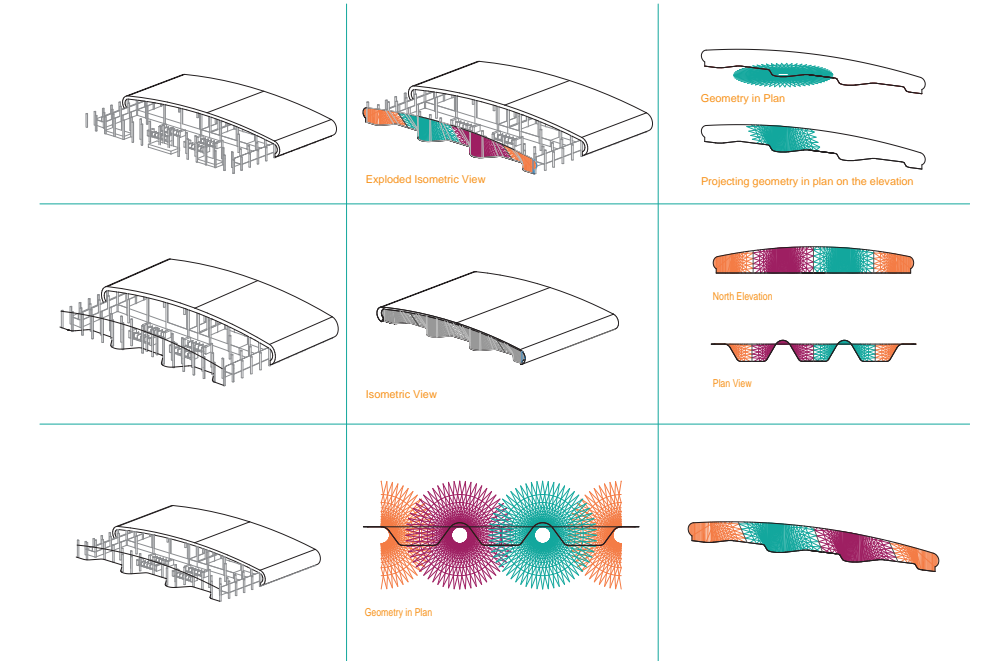 Geometry in Plan
Exploded Isometric View
Projecting geometry in plan on the elevation
North Elevation
Plan View
Isometric View
Geometry in Plan